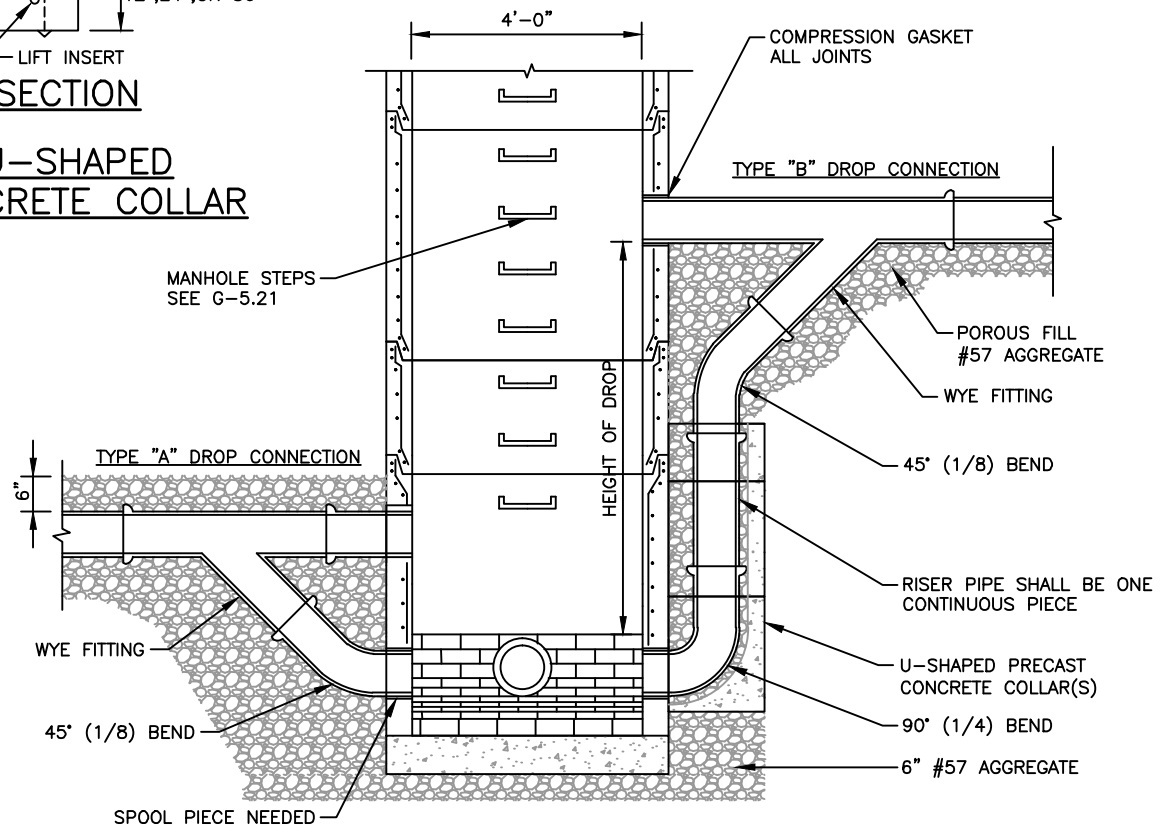 LIFT INSERT
SECTION
U-SHAPED
CRETE COLLAR
4'-0"
COMPRESSION GASKET
ALL JOINTS
TYPE "B" DROP CONNECTION
MANHOLE STEPS
SEE G-5.21
POROUS FILL
#57 AGGREGATE
WYE FITTING
HEIGHT OF DROP
45° (1/8) BEND
TYPE "A" DROP CONNECTION
6"
RISER PIPE SHALL BE ONE
CONTINUOUS PIECE
WYE FITTING
U-SHAPED PRECAST
CONCRETE COLLAR(S)
45° (1/8) BEND
90° (1/4) BEND
6" #57 AGGREGATE
SPOOL PIECE NEEDED